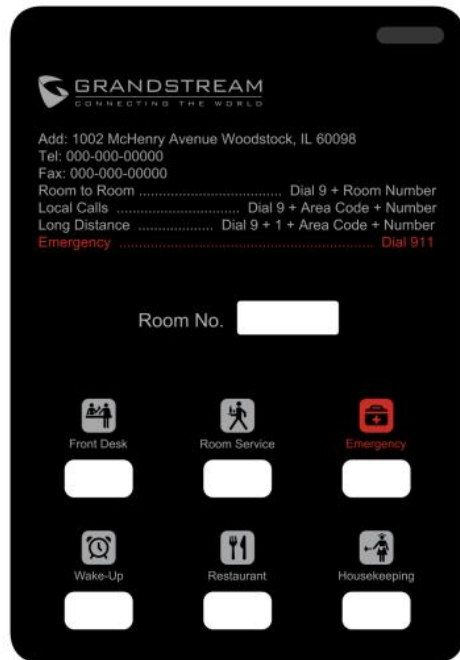 GRANDSTREAM
CONNECTING THE WORLD
Add: 1002 McHenry Avenue Woodstock, IL 60098
Tel: 000-000-00000
Fax: 000-000-00000
Room to Room ................................ Dial 9 + Room Number
Local Calls ............................ Dial 9 + Area Code + Number
Long Distance ................. Dial 9 + 1 + Area Code + Number
Emergency .......................................................... Dial 911
Room No.
Front Desk Room Service Emergency
Wake-Up Restaurant Housekeeping